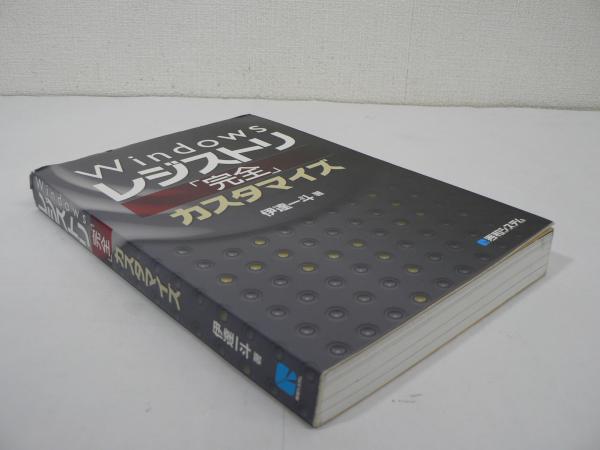 Windows
レジストリ
「完全」
カスタマイズ
伊達一斗 著
秀和システム
Windows
レジストリ
「完全」
カスタマイズ
伊達一斗 著